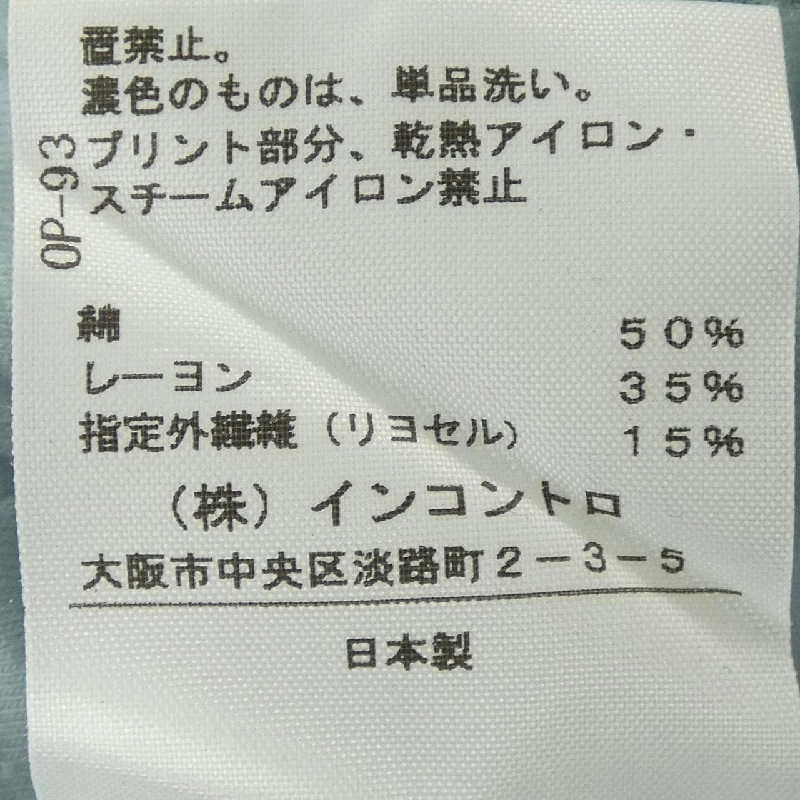 置禁止。
濃色のものは、単品洗い。
プリント部分、乾熱アイロン・
スチームアイロン禁止
OP-93
綿 50%
レーヨン 35%
指定外繊維(リヨセル) 15%
(株)インコントロ
大阪市中央区淡路町2-3-5
日本製